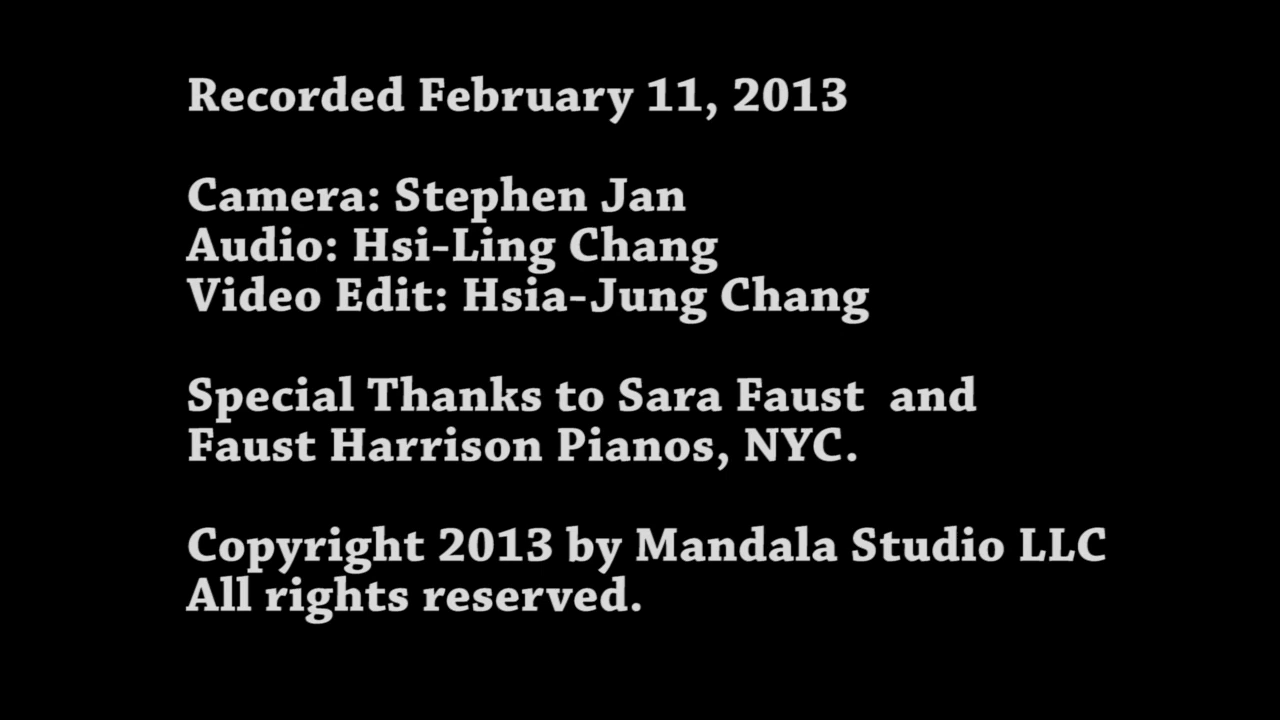 Recorded February 11, 2013
Camera: Stephen Jan
Audio: Hsi-Ling Chang
Video Edit: Hsia-Jung Chang
Special Thanks to Sara Faust  and
Faust Harrison Pianos, NYC.
Copyright 2013 by Mandala Studio LLC
All rights reserved.